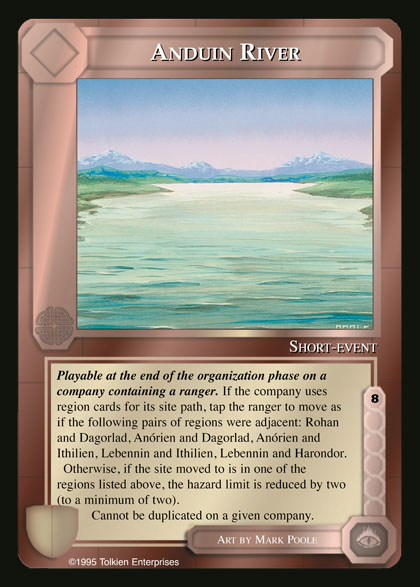 Anduin River
Short-event
Playable at the end of the organization phase on a
company containing a ranger. If the company uses
region cards for its site path, tap the ranger to move as
if the following pairs of regions were adjacent: Rohan
and Dagorlad, Anórien and Dagorlad, Anórien and
Ithilien, Lebennin and Ithilien, Lebennin and Harondor.
Otherwise, if the site moved to is in one of the
regions listed above, the hazard limit is reduced by two
(to a minimum of two).
Cannot be duplicated on a given company.
8
Art by Mark Poole
©1995 Tolkien Enterprises